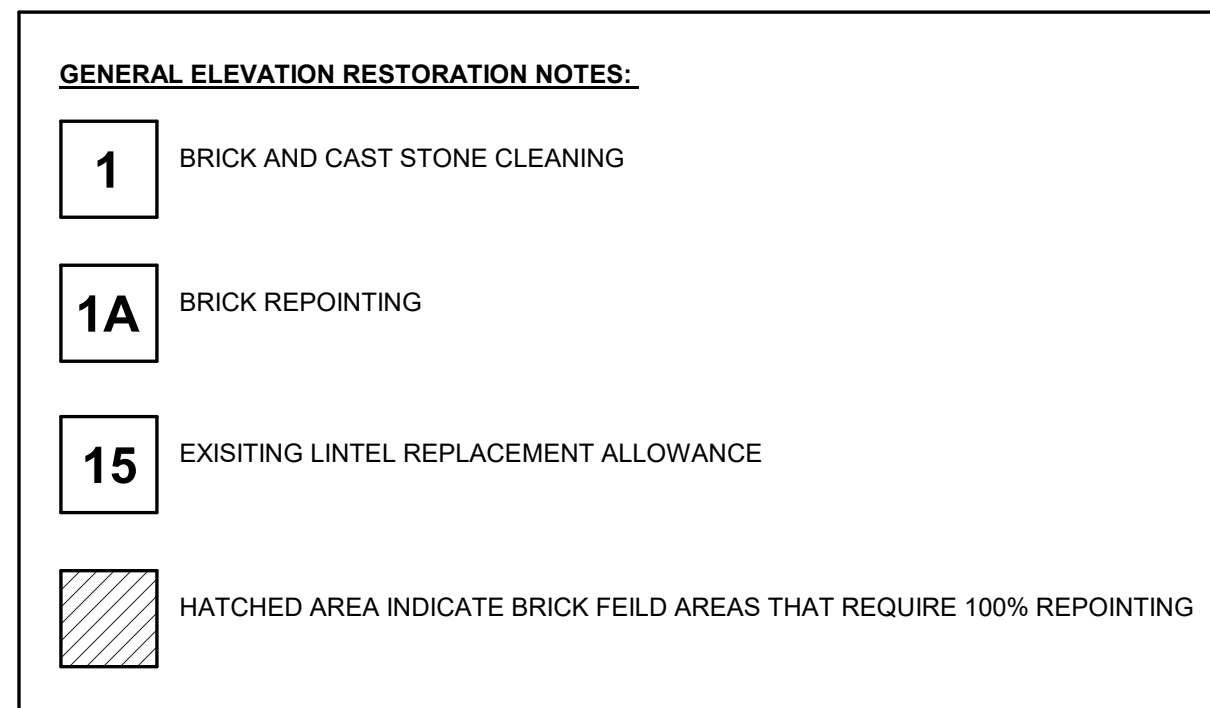 GENERAL ELEVATION RESTORATION NOTES:
1 BRICK AND CAST STONE CLEANING
1A BRICK REPOINTING
15 EXISITING LINTEL REPLACEMENT ALLOWANCE
HATCHED AREA INDICATE BRICK FEILD AREAS THAT REQUIRE 100% REPOINTING